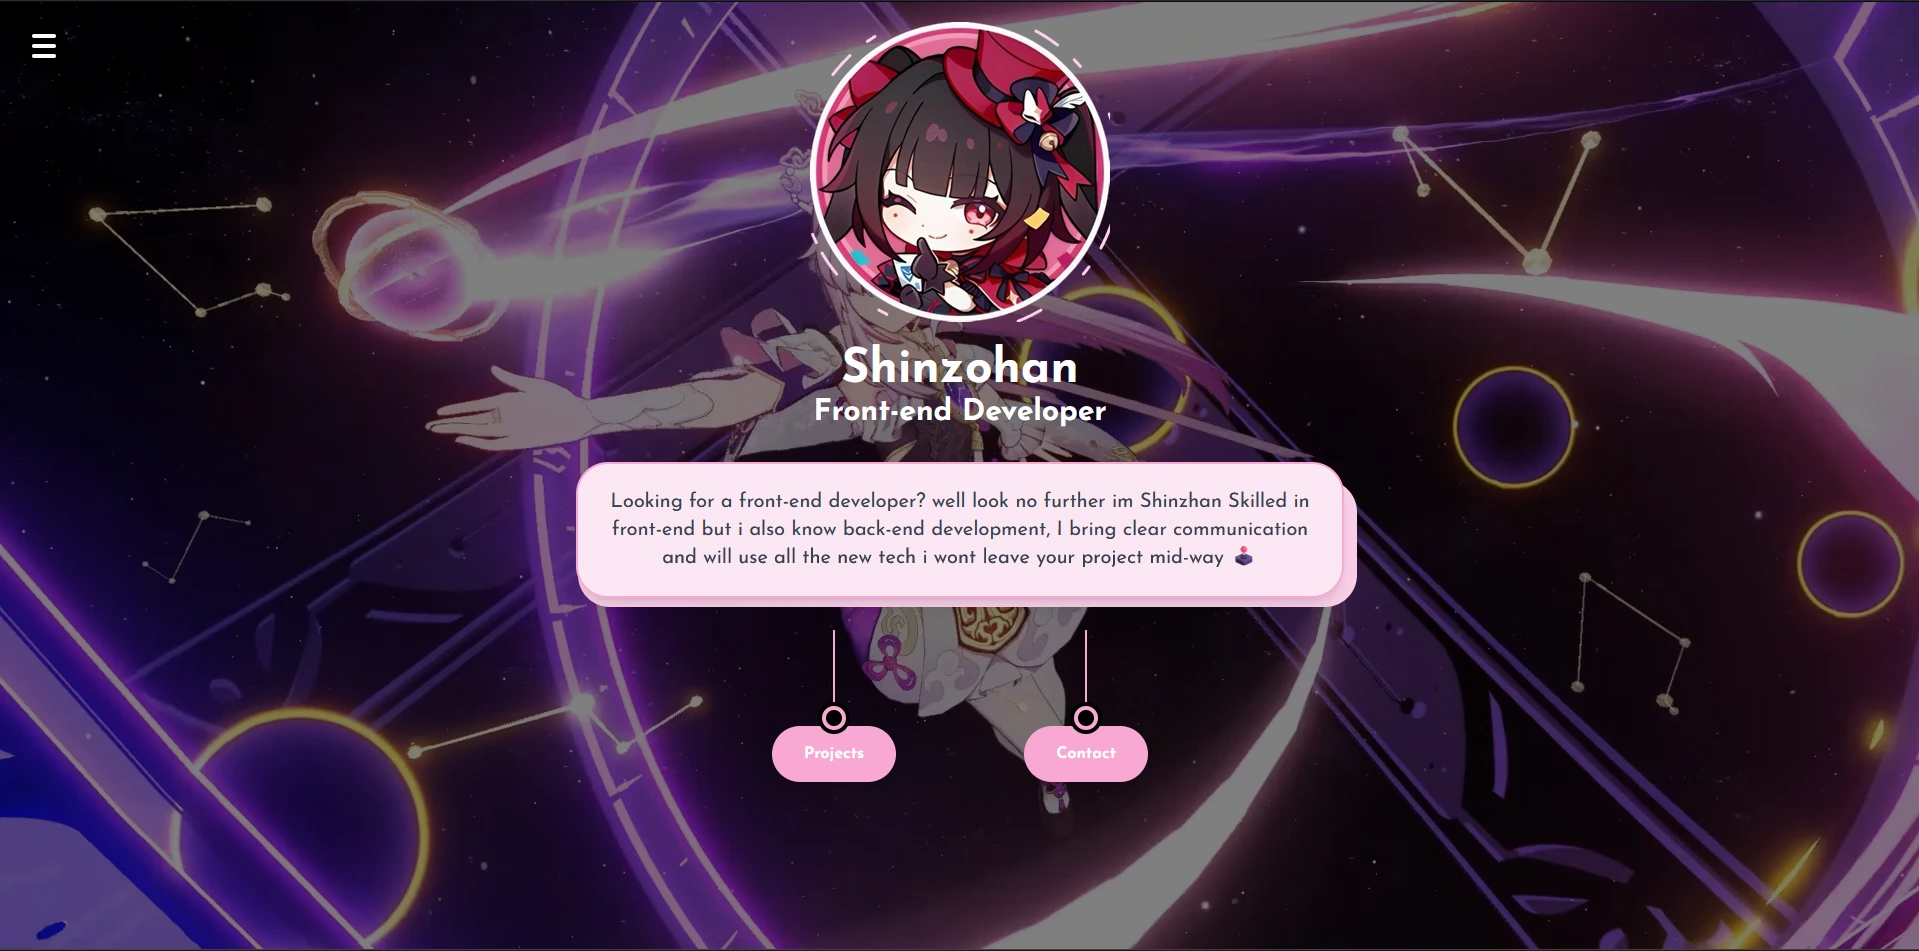 Shinzohan
Front-end Developer
Looking for a front-end developer? well look no further im Shinzhan Skilled in
front-end but i also know back-end development, I bring clear communication
and will use all the new tech i wont leave your project mid-way 🕹️
Projects
Contact